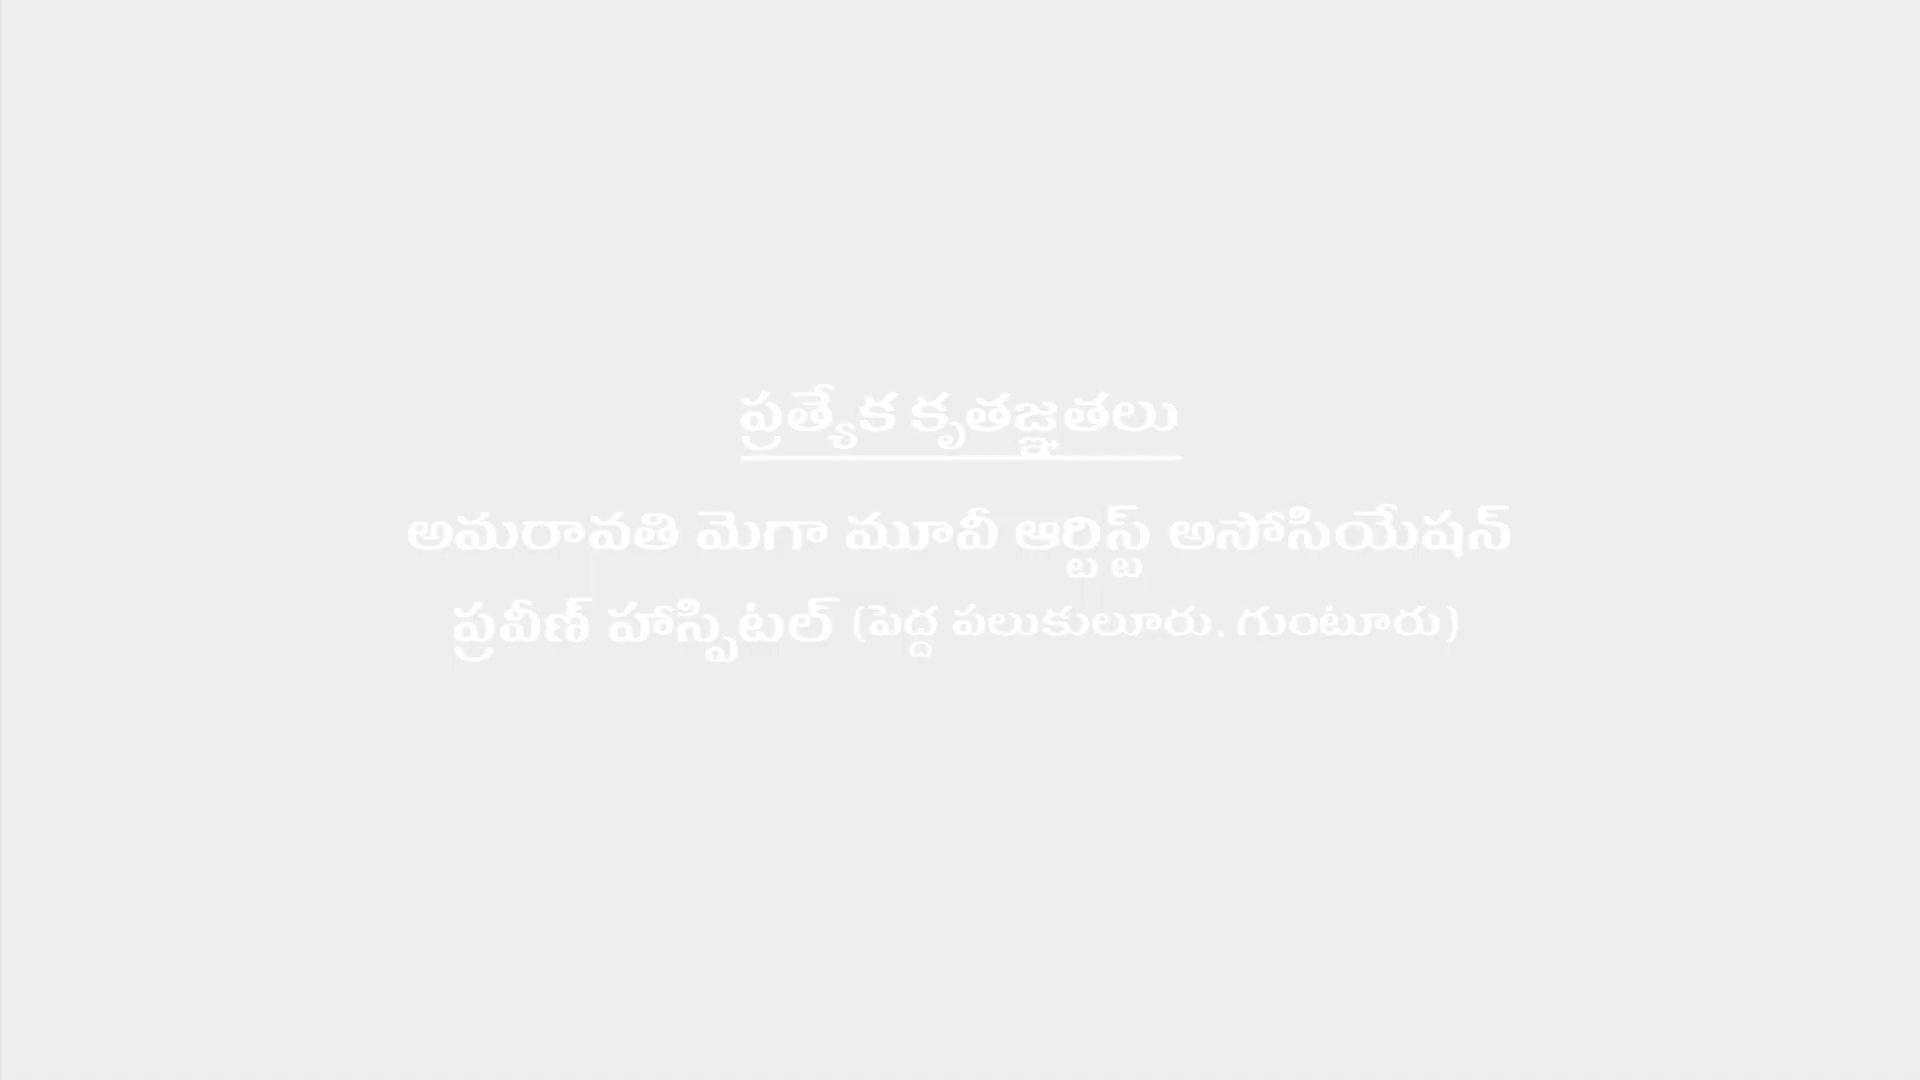 ప్రత్యేక కృతజ్ఞతలు
అమరావతి మెగా మూవీ ఆర్టిస్ట్ అసోసియేషన్
ప్రవీణ్ హాస్పిటల్ (పెద్ద పలుకులూరు, గుంటూరు)